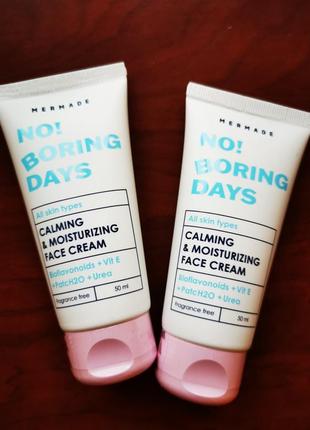 MERMADE
NO!
BORING
DAYS
All skin types
CALMING
& MOISTURIZING
FACE CREAM
Bioflavonoids + Vit E
+PatcH2O +Urea
fragrance free
50 ml
MERMADE
NO!
BORING
DAYS
All skin types
CALMING
& MOISTURIZING
FACE CREAM
Bioflavonoids +Vit E
+PatcH2O + Urea
fragrance free
50 ml